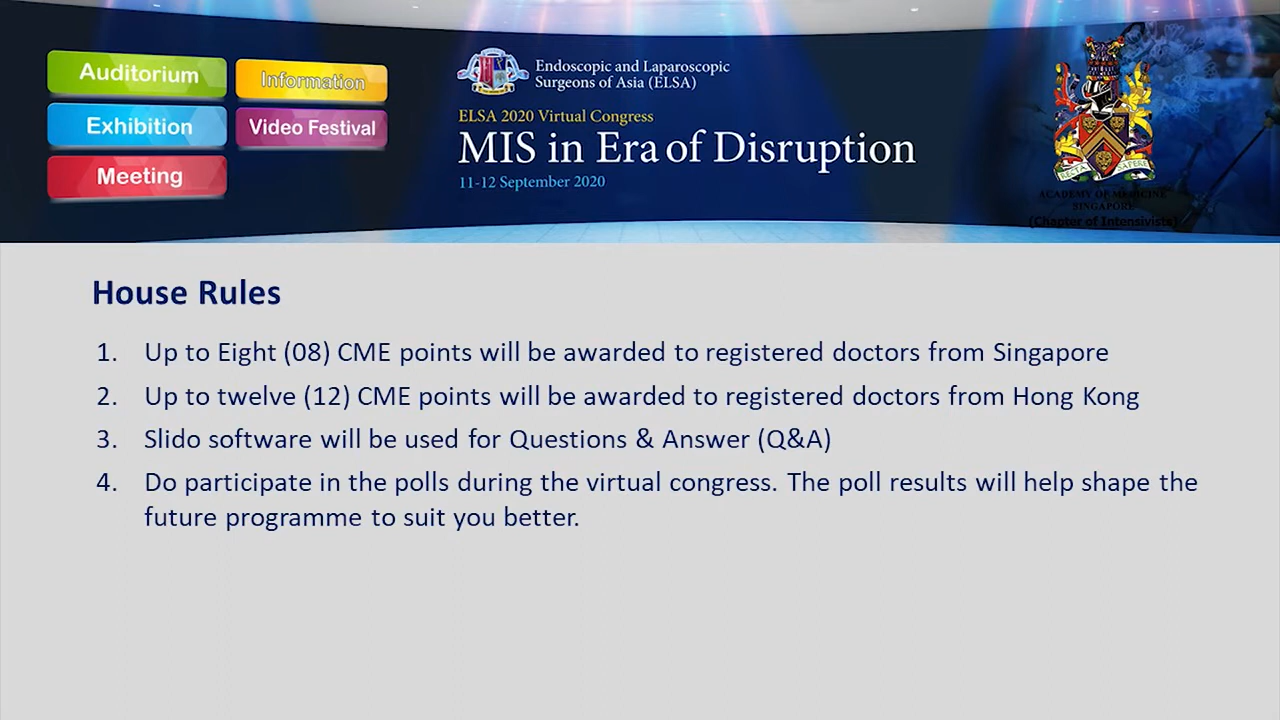 Auditorium
Information
Exhibition
Video Festival
Meeting
Endoscopic and Laparoscopic
Surgeons of Asia (ELSA)
ELSA 2020 Virtual Congress
MIS in Era of Disruption
11-12 September 2020
ACADEMY OF MEDICINE
SINGAPORE
(Chapter of Intensivists)
House Rules
1. Up to Eight (08) CME points will be awarded to registered doctors from Singapore
2. Up to twelve (12) CME points will be awarded to registered doctors from Hong Kong
3. Slido software will be used for Questions & Answer (Q&A)
4. Do participate in the polls during the virtual congress. The poll results will help shape the
future programme to suit you better.